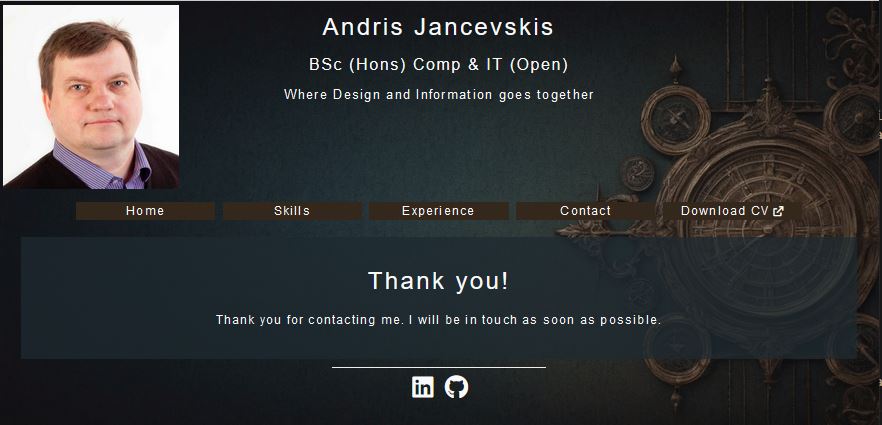 Andris Jancevskis
BSc (Hons) Comp & IT (Open)
Where Design and Information goes together
Home Skills Experience Contact Download CV
Thank you!
Thank you for contacting me. I will be in touch as soon as possible.
in